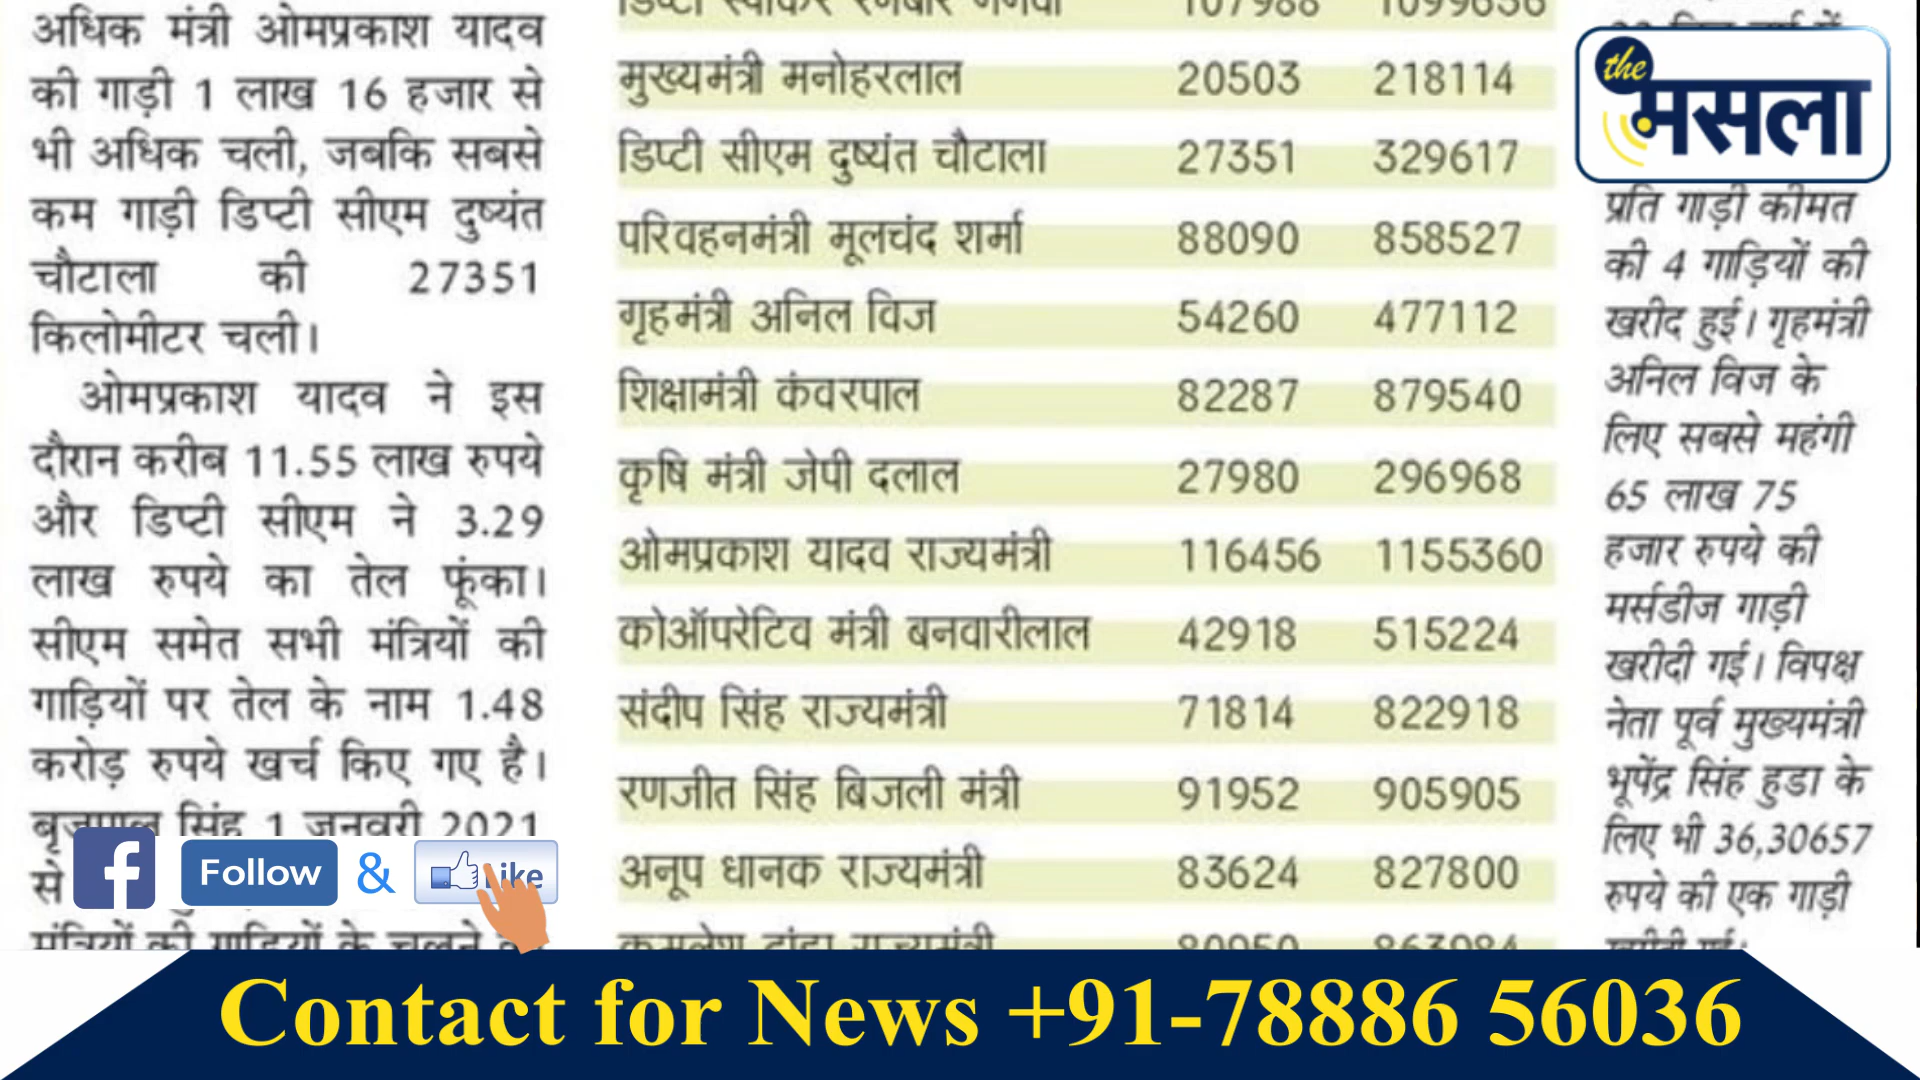 अधिक मंत्री ओमप्रकाश यादव
की गाड़ी 1 लाख 16 हजार से
भी अधिक चली, जबकि सबसे
कम गाड़ी डिप्टी सीएम दुष्यंत
चौटाला की 27351
किलोमीटर चली।
ओमप्रकाश यादव ने इस
दौरान करीब 11.55 लाख रुपये
और डिप्टी सीएम ने 3.29
लाख रुपये का तेल फूंका।
सीएम समेत सभी मंत्रियों की
गाड़ियों पर तेल के नाम 1.48
करोड़ रुपये खर्च किए गए है।
बृजपाल सिंह 1 जनवरी 2021
से
मंत्रियों की गाड़ियों के चलने
मुख्यमंत्री मनोहरलाल 20503 218114
डिप्टी सीएम दुष्यंत चौटाला 27351 329617
परिवहनमंत्री मूलचंद शर्मा 88090 858527
गृहमंत्री अनिल विज 54260 477112
शिक्षामंत्री कंवरपाल 82287 879540
कृषि मंत्री जेपी दलाल 27980 296968
ओमप्रकाश यादव राज्यमंत्री 116456 1155360
कोऑपरेटिव मंत्री बनवारीलाल 42918 515224
संदीप सिंह राज्यमंत्री 71814 822918
रणजीत सिंह बिजली मंत्री 91952 905905
अनूप धानक राज्यमंत्री 83624 827800
the
मसला
प्रति गाड़ी कीमत
की 4 गाड़ियों की
खरीद हुई। गृहमंत्री
अनिल विज के
लिए सबसे महंगी
65 लाख 75
हजार रुपये की
मर्सडीज गाड़ी
खरीदी गई। विपक्ष
नेता पूर्व मुख्यमंत्री
भूपेंद्र सिंह हुडा के
लिए भी 36,30657
रुपये की एक गाड़ी
f Follow & Like
Contact for News +91-78886 56036